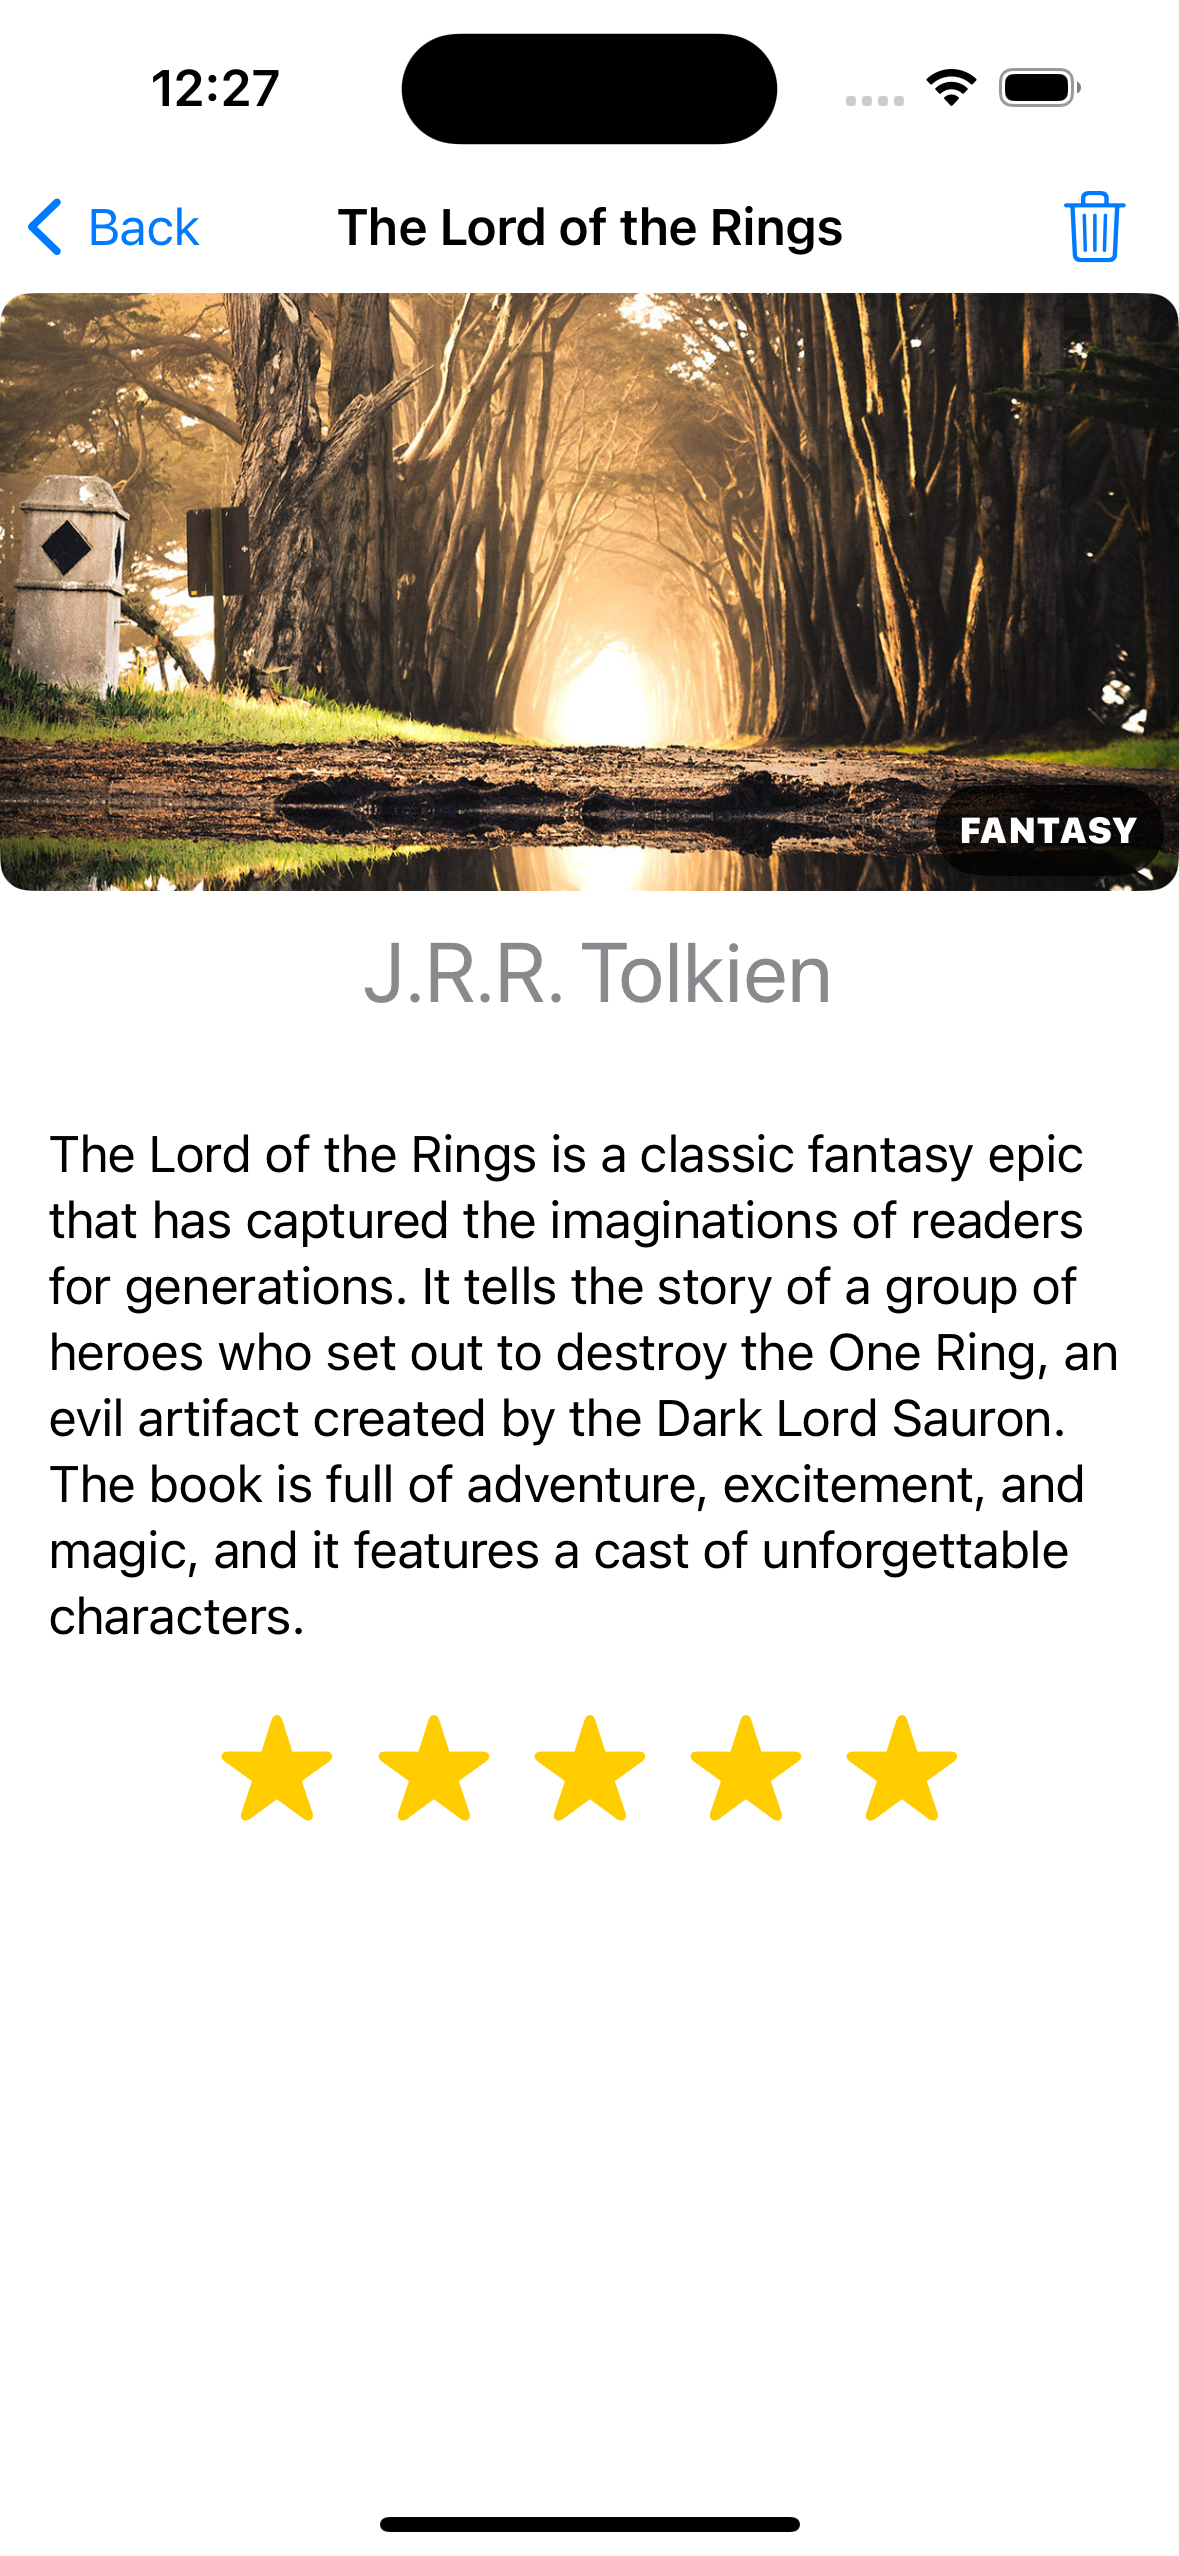 12:27
Back
The Lord of the Rings
FANTASY
J.R.R. Tolkien
The Lord of the Rings is a classic fantasy epic
that has captured the imaginations of readers
for generations. It tells the story of a group of
heroes who set out to destroy the One Ring, an
evil artifact created by the Dark Lord Sauron.
The book is full of adventure, excitement, and
magic, and it features a cast of unforgettable
characters.